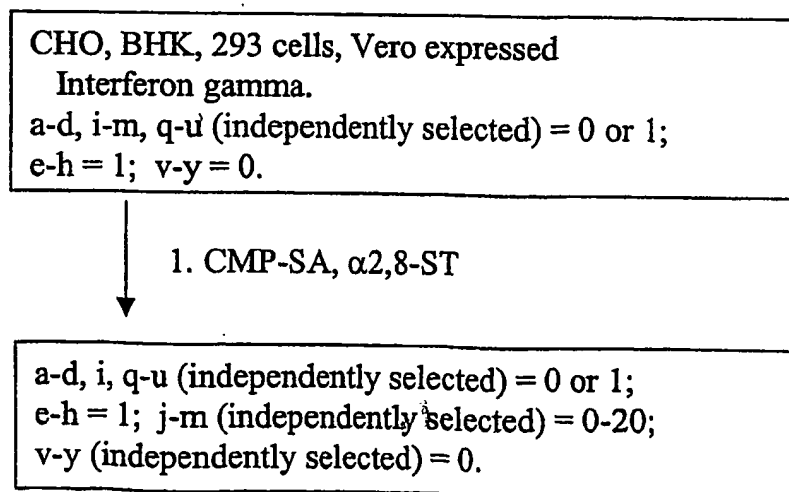 CHO, BHK, 293 cells, Vero expressed
Interferon gamma.
a-d, i-m, q-u (independently selected) = 0 or 1;
e-h = 1; v-y = 0.
1. CMP-SA, α2,8-ST
a-d, i, q-u (independently selected) = 0 or 1;
e-h = 1; j-m (independently selected) = 0-20;
v-y (independently selected) = 0.